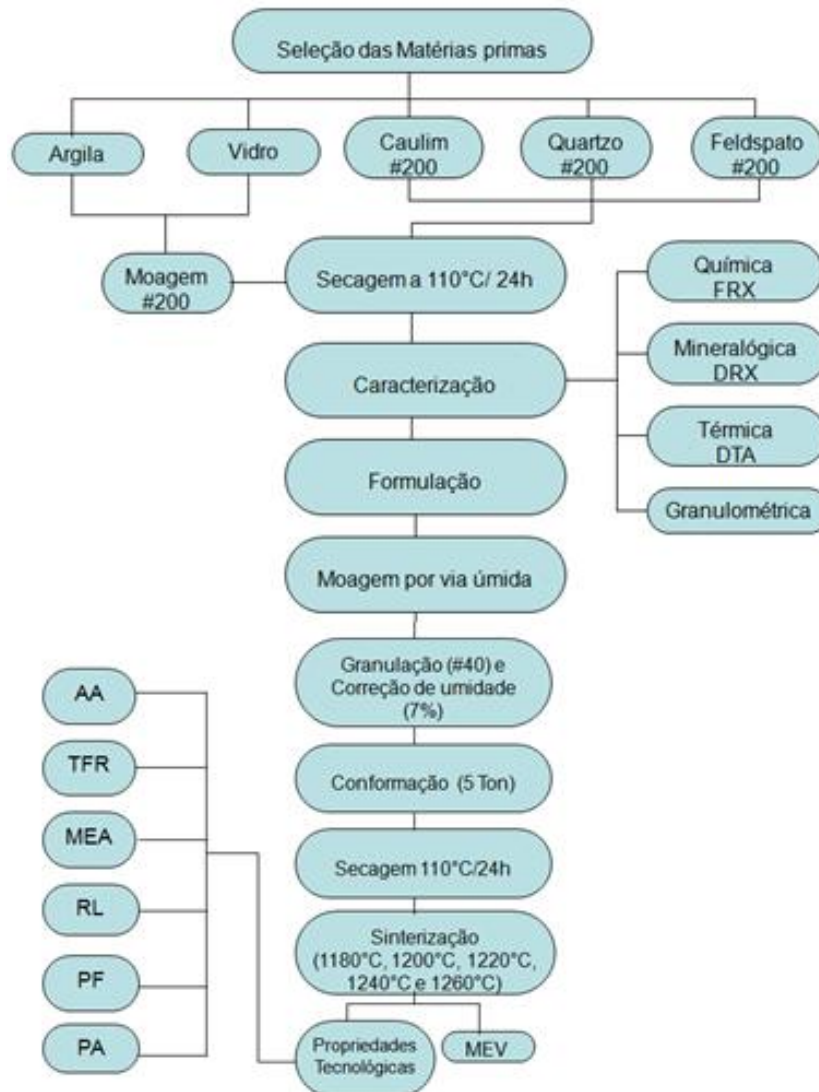 Seleção das Matérias primas
Argila
Vidro
Caulim
#200
Quartzo
#200
Feldspato
#200
Moagem
#200
Secagem a 110°C/ 24h
Química
FRX
Caracterização
Mineralógica
DRX
Térmica
DTA
Formulação
Granulométrica
Moagem por via úmida
Granulação (#40) e
Correção de umidade
(7%)
AA
TFR
MEA
RL
PF
PA
Conformação (5 Ton)
Secagem 110°C/24h
Sinterização
(1180°C, 1200°C, 1220°C,
1240°C e 1260°C)
Propriedades
Tecnológicas
MEV